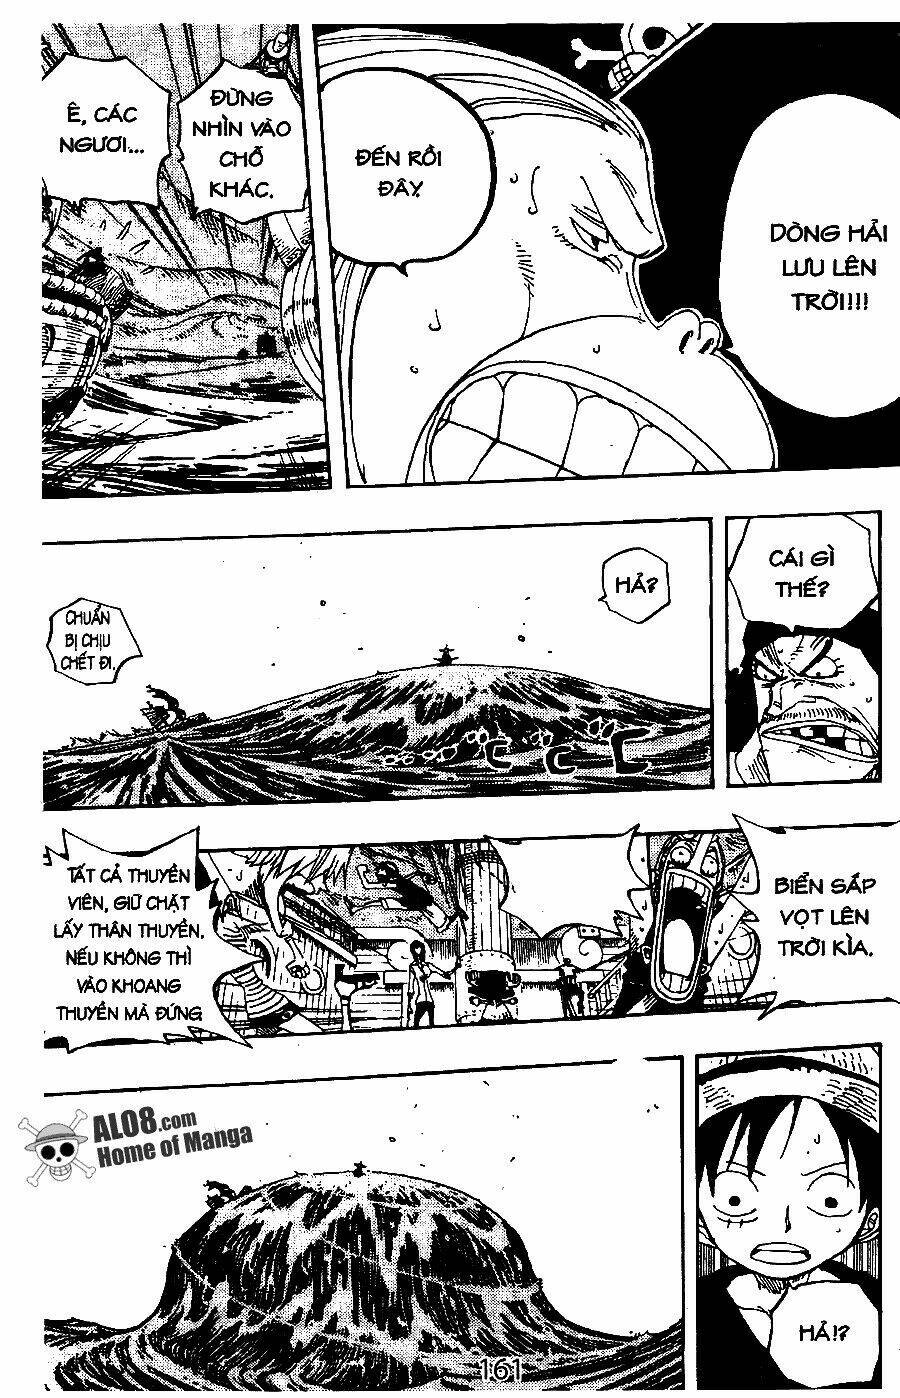 DÒNG HẢI
LƯU LÊN
TRỜI!!!
ĐẾN RỒI
ĐÂY.
ĐỪNG
NHÌN VÀO
CHỖ
KHÁC.
Ê, CÁC
NGƯƠI...
CÁI GÌ
THẾ?
HẢ?
CHUẨN
BỊ CHỊU
CHẾT ĐI.
BIỂN SẮP
VỌT LÊN
TRỜI KÌA.
TẤT CẢ THUYỀN
VIÊN, GIỮ CHẶT
LẤY THÂN THUYỀN.
NẾU KHÔNG THÌ
VÀO KHOANG
THUYỀN MÀ ĐỨNG
HẢ!?
AL08.com
Home of Manga
161